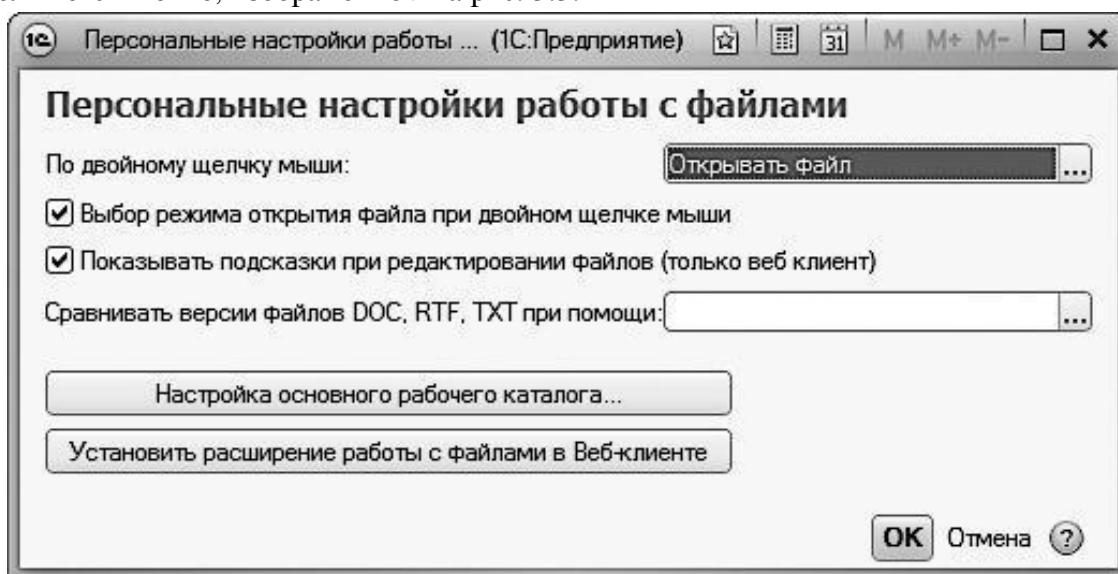 1С Персональные настройки работы ... (1С:Предприятие) 31 M M+ M-
Персональные настройки работы с файлами
По двойному щелчку мыши: Открывать файл ...
Выбор режима открытия файла при двойном щелчке мыши
Показывать подсказки при редактировании файлов (только веб клиент)
Сравнивать версии файлов DOC, RTF, TXT при помощи: ...
Настройка основного рабочего каталога...
Установить расширение работы с файлами в Веб-клиенте
OK Отмена ?